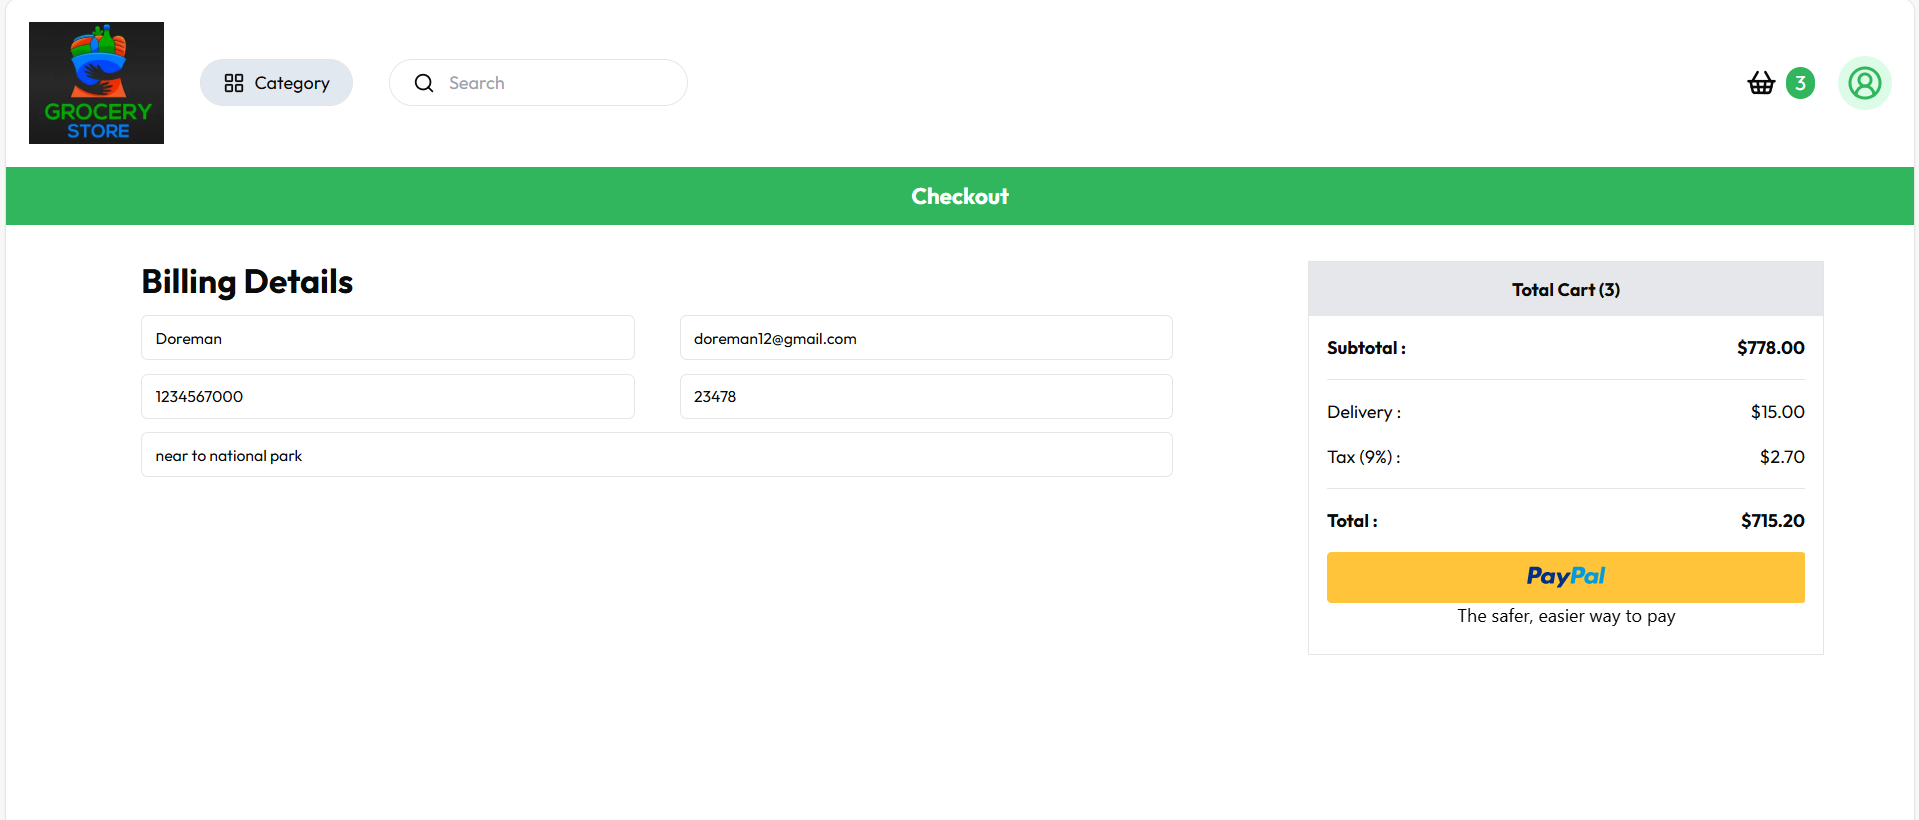 GROCERY
STORE
Category
Search
3
Checkout
Billing Details
Doreman
doreman12@gmail.com
1234567000
23478
near to national park
Total Cart (3)
Subtotal : $778.00
Delivery : $15.00
Tax (9%) : $2.70
Total : $715.20
PayPal
The safer, easier way to pay